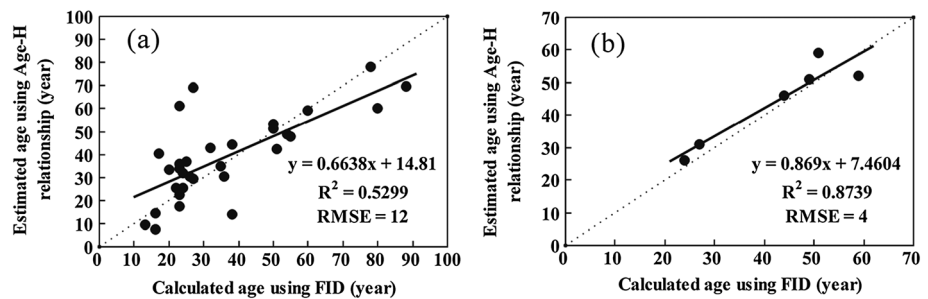 (a)
Estimated age using Age-H
relationship (year)
100
90
80
70
60
50
40
30
20
10
0
y = 0.6638x + 14.81
R² = 0.5299
RMSE = 12
0 10 20 30 40 50 60 70 80 90 100
Calculated age using FID (year)
(b)
Estimated age using Age-H
relationship (year)
70
60
50
40
30
20
10
0
y = 0.869x + 7.4604
R² = 0.8739
RMSE = 4
0 10 20 30 40 50 60 70
Calculated age using FID (year)